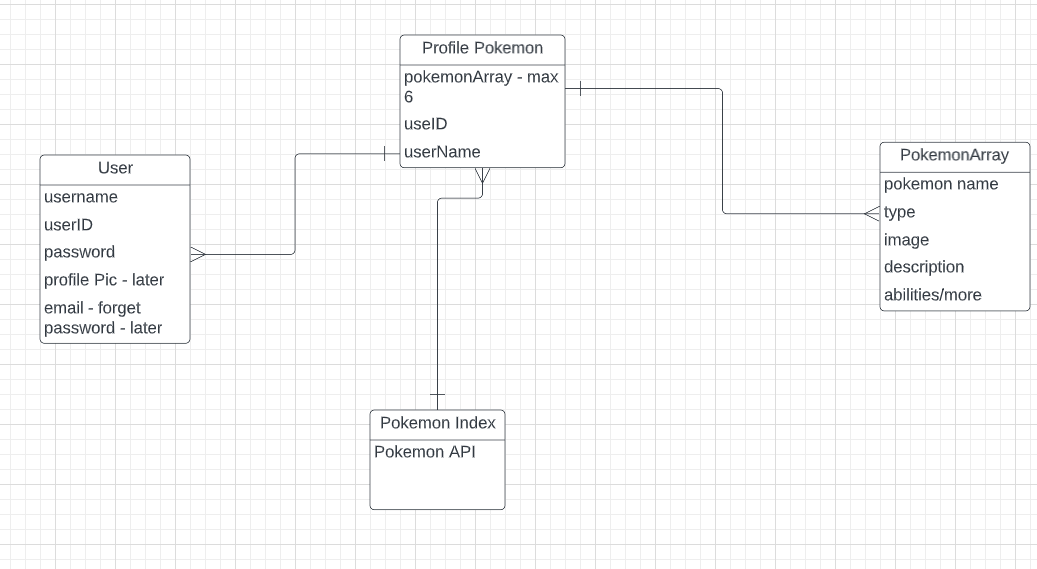 Profile Pokemon
pokemonArray - max
6
useID
userName
User
username
userID
password
profile Pic - later
email - forget
password - later
PokemonArray
pokemon name
type
image
description
abilities/more
Pokemon Index
Pokemon API